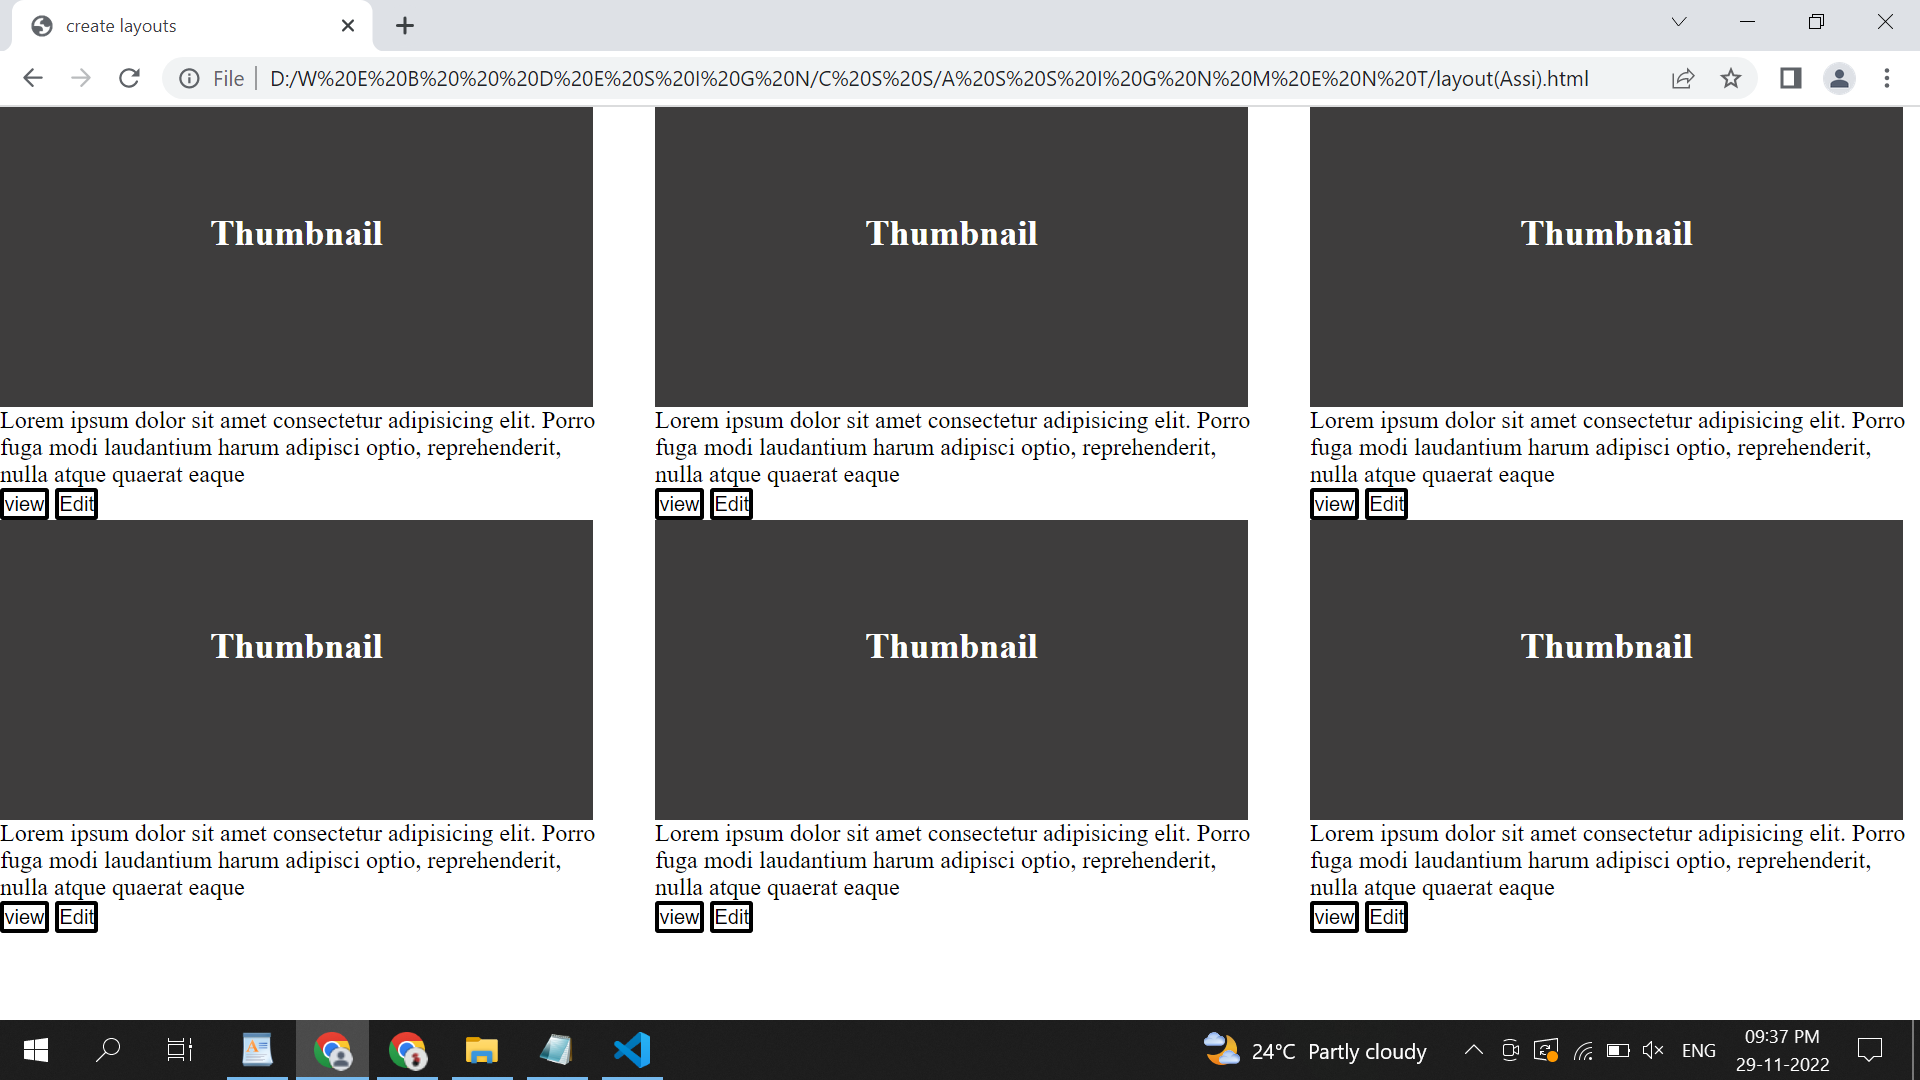 create layouts
File D:/W%20E%20B%20%20%20D%20E%20S%20I%20G%20N/C%20S%20S/A%20S%20S%20I%20G%20N%20M%20E%20N%20T/layout(Assi).html
Thumbnail Thumbnail Thumbnail
Lorem ipsum dolor sit amet consectetur adipisicing elit. Porro Lorem ipsum dolor sit amet consectetur adipisicing elit. Porro Lorem ipsum dolor sit amet consectetur adipisicing elit. Porro
fuga modi laudantium harum adipisci optio, reprehenderit, fuga modi laudantium harum adipisci optio, reprehenderit, fuga modi laudantium harum adipisci optio, reprehenderit,
nulla atque quaerat eaque nulla atque quaerat eaque nulla atque quaerat eaque
view Edit view Edit view Edit
Thumbnail Thumbnail Thumbnail
Lorem ipsum dolor sit amet consectetur adipisicing elit. Porro Lorem ipsum dolor sit amet consectetur adipisicing elit. Porro Lorem ipsum dolor sit amet consectetur adipisicing elit. Porro
fuga modi laudantium harum adipisci optio, reprehenderit, fuga modi laudantium harum adipisci optio, reprehenderit, fuga modi laudantium harum adipisci optio, reprehenderit,
nulla atque quaerat eaque nulla atque quaerat eaque nulla atque quaerat eaque
view Edit view Edit view Edit
24°C Partly cloudy ENG 09:37 PM
29-11-2022